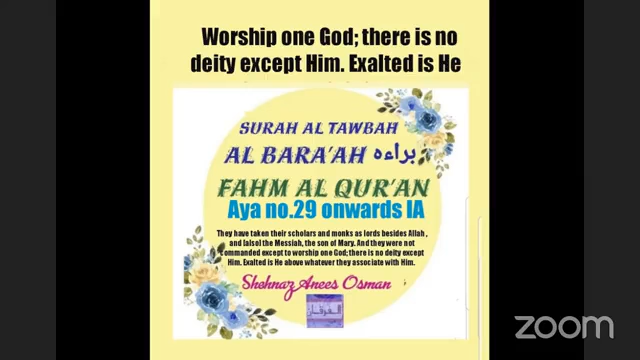 Worship one God; there is no
deity except Him. Exalted is He
SURAH AL TAWBAH
AL BARA'AH براءه
FAHM AL QUR'AN
Aya no.29 onwards IA
They have taken their scholars and monks as lords besides Allah ,
and [also] the Messiah, the son of Mary. And they were not
commanded except to worship one God; there is no deity except
Him. Exalted is He above whatever they associate with Him.
Shehnaz Anees Osman
الفرقان
zoom